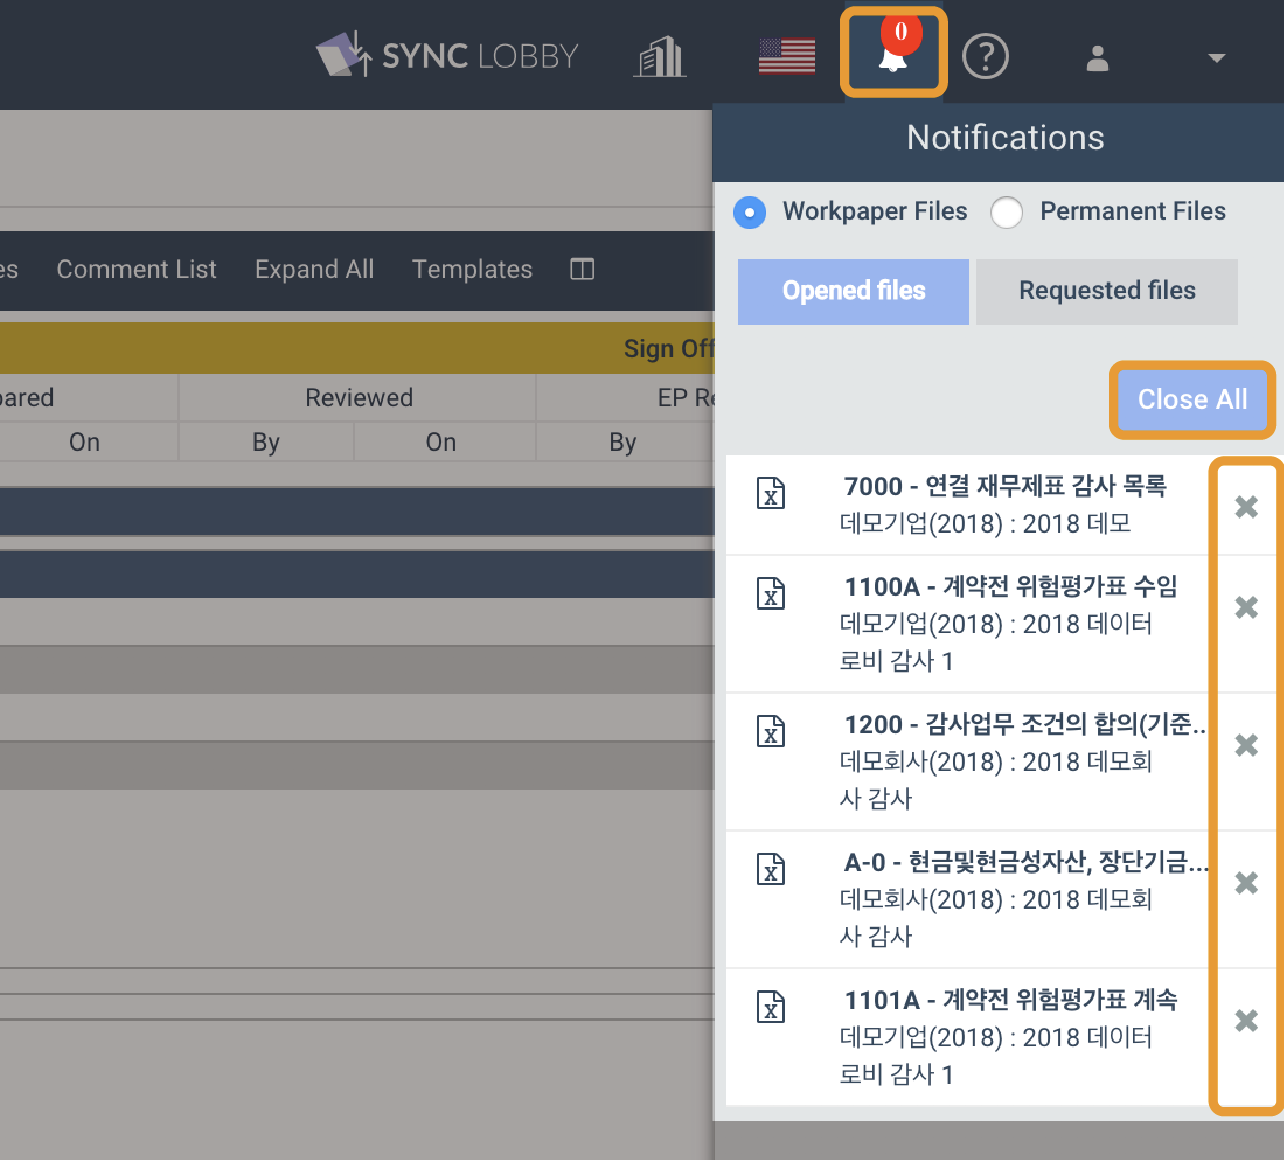 SYNC LOBBY
0
?
Notifications
Workpaper Files
Permanent Files
es
Comment List
Expand All
Templates
Opened files
Requested files
Sign Off
pared
Reviewed
EP Re
On
By
On
By
Close All
7000 - 연결 재무제표 감사 목록
데모기업(2018) : 2018 데모
1100A - 계약전 위험평가표 수임
데모기업(2018) : 2018 데이터
로비 감사 1
1200 - 감사업무 조건의 합의(기준..
데모회사(2018) : 2018 데모회
사 감사
A-0 - 현금및현금성자산, 장단기금...
데모회사(2018) : 2018 데모회
사 감사
1101A - 계약전 위험평가표 계속
데모기업(2018) : 2018 데이터
로비 감사 1